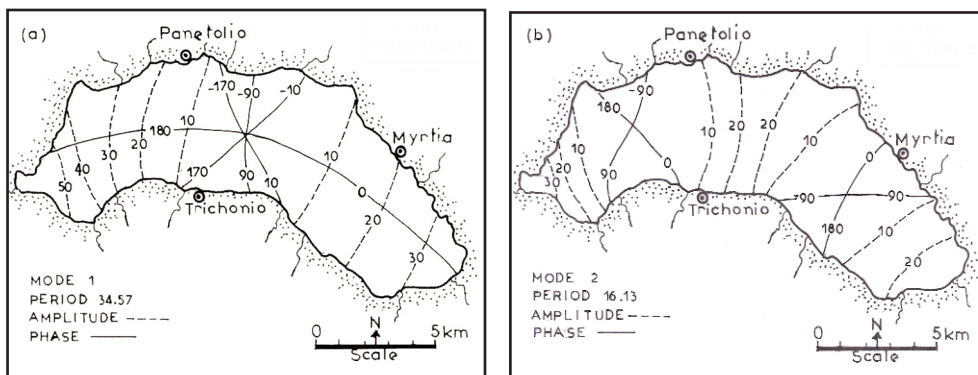 (a)
Panetolio
-170
-90
-10
180
10
20
30
40
50
170
90
10
10
0
20
30
Myrtia
Trichonio
MODE 1
PERIOD 34.57
AMPLITUDE ----
PHASE ——
0 N 5km
Scale
(b)
Panetolio
-90
180
10
20
20
10
10
20
30
90
0
10
0
Myrtia
Trichonio
-90
-90
180
10
20
MODE 2
PERIOD 16.13
AMPLITUDE ----
PHASE ——
0 N 5km
Scale